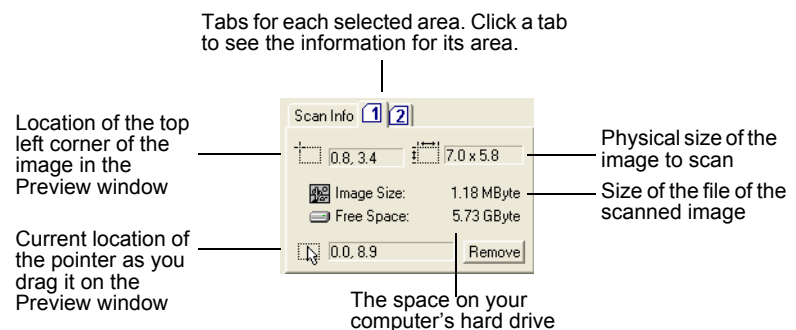 Tabs for each selected area. Click a tab
to see the information for its area.
Scan Info 1 2
Location of the top
left corner of the
image in the
Preview window
0.8, 3.4
7.0 x 5.8
Physical size of the
image to scan
Image Size: 1.18 MByte
Size of the file of the
scanned image
Free Space: 5.73 GByte
Current location of
the pointer as you
drag it on the
Preview window
0.0, 8.9
Remove
The space on your
computer's hard drive